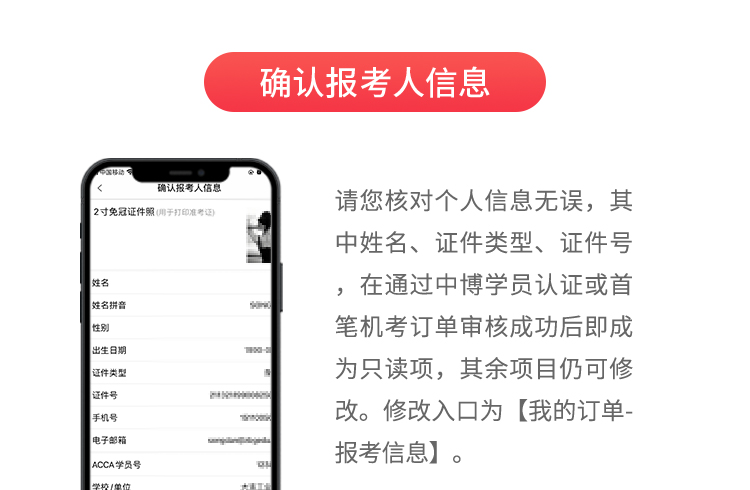 确认报考人信息
中国移动
确认报考人信息
2寸免冠证件照(用于打印准考证)
姓名
姓名拼音
性别
出生日期
证件类型
证件号
手机号
电子邮箱
ACCA学员号
学校/单位
请您核对个人信息无误，其
中姓名、证件类型、证件号
，在通过中博学员认证或首
笔机考订单审核成功后即成
为只读项，其余项目仍可修
改。修改入口为【我的订单-
报考信息】。